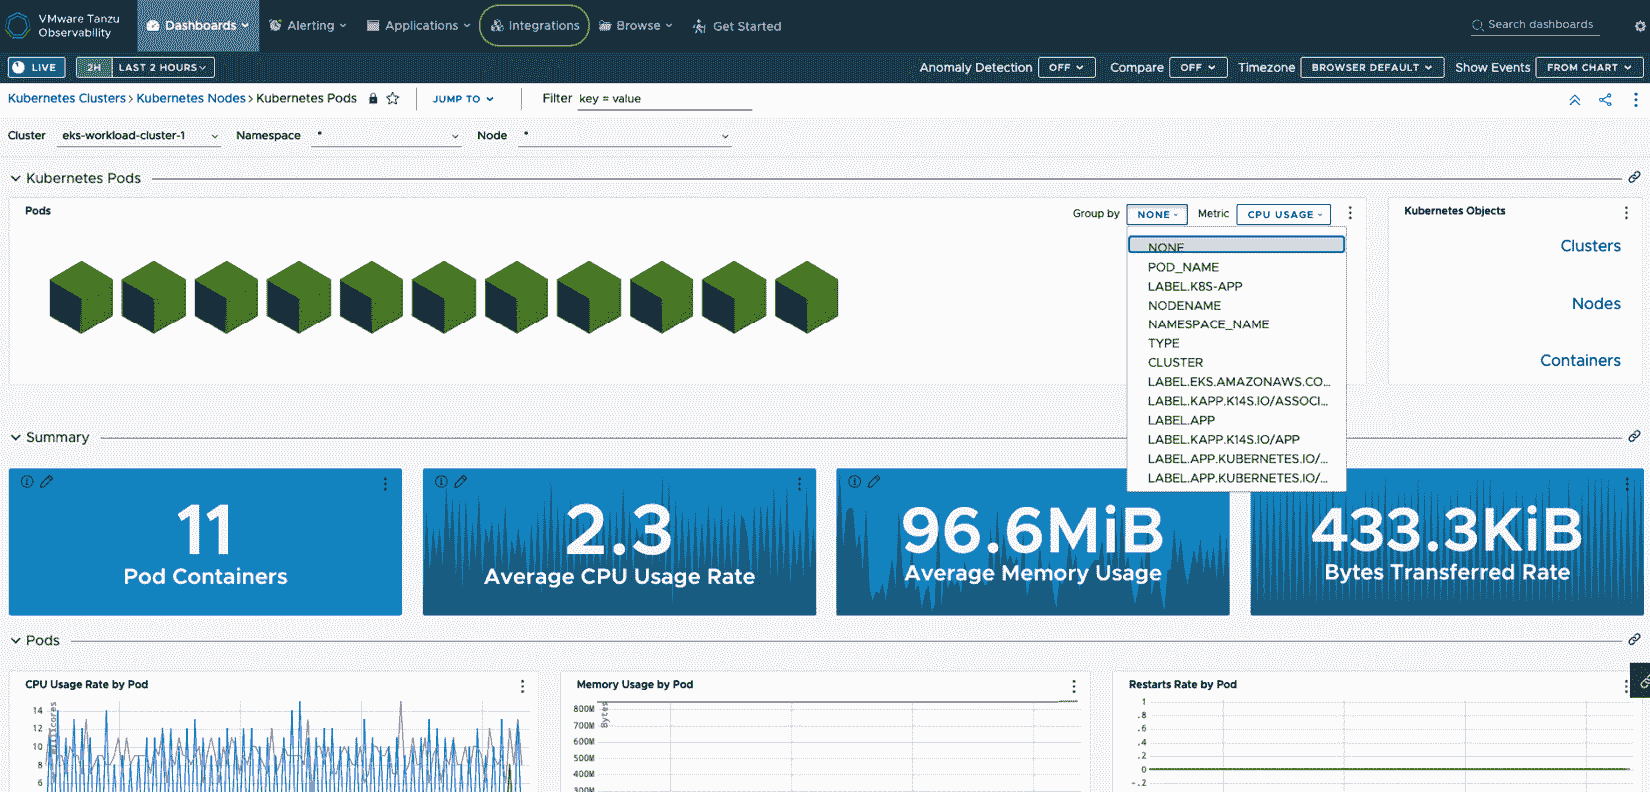 VMware Tanzu
Observability
Dashboards
Alerting
Applications
Integrations
Browse
Get Started
Search dashboards
LIVE
2H LAST 2 HOURS
Anomaly Detection OFF
Compare OFF
Timezone BROWSER DEFAULT
Show Events FROM CHART
Kubernetes Clusters > Kubernetes Nodes > Kubernetes Pods
JUMP TO
Filter key = value
Cluster eks-workload-cluster-1
Namespace *
Node *
Kubernetes Pods
Pods
Group by NONE
Metric CPU USAGE
NONE
POD_NAME
LABEL.K8S-APP
NODENAME
NAMESPACE_NAME
TYPE
CLUSTER
LABEL.EKS.AMAZONAWS.CO...
LABEL.KAPP.K14S.IO/ASSOCI...
LABEL.APP
LABEL.KAPP.K14S.IO/APP
LABEL.APP.KUBERNETES.IO/...
LABEL.APP.KUBERNETES.IO/...
Kubernetes Objects
Clusters
Nodes
Containers
Summary
11
Pod Containers
2.3
Average CPU Usage Rate
96.6MiB
Average Memory Usage
433.3KiB
Bytes Transferred Rate
Pods
CPU Usage Rate by Pod
14
12
10
8
6
millicores
Memory Usage by Pod
800M
700M
600M
500M
400M
300M
Bytes
Restarts Rate by Pod
1
.8
.6
.4
.2
0
-.2